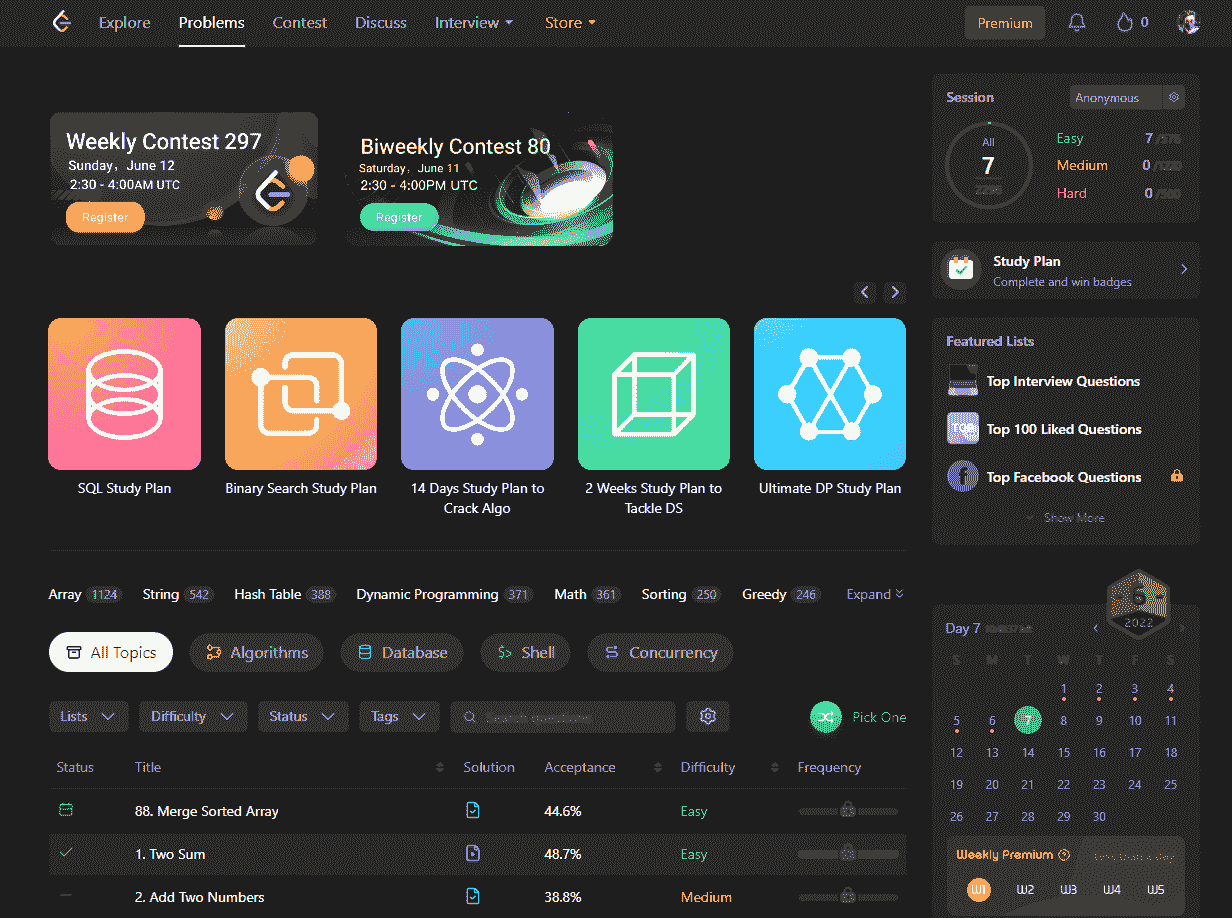 Explore Problems Contest Discuss Interview Store Premium 0
Weekly Contest 297
Sunday, June 12
2:30 - 4:00AM UTC
Register
Biweekly Contest 80
Saturday, June 11
2:30 - 4:00PM UTC
Register
SQL Study Plan
Binary Search Study Plan
14 Days Study Plan to
Crack Algo
2 Weeks Study Plan to
Tackle DS
Ultimate DP Study Plan
Array 1124 String 542 Hash Table 388 Dynamic Programming 371 Math 361 Sorting 250 Greedy 246 Expand
All Topics Algorithms Database Shell Concurrency
Lists Difficulty Status Tags Search questions Pick One
Status Title Solution Acceptance Difficulty Frequency
88. Merge Sorted Array 44.6% Easy
1. Two Sum 48.7% Easy
2. Add Two Numbers 38.8% Medium
Session Anonymous
All
7
Easy 7
Medium 0
Hard 0
Study Plan
Complete and win badges
Featured Lists
Top Interview Questions
TOP
Top 100 Liked Questions
Top Facebook Questions
Show More
6
2022
Day 7
S M T W T F S
1 2 3 4
5 6 7 8 9 10 11
12 13 14 15 16 17 18
19 20 21 22 23 24 25
26 27 28 29 30
Weekly Premium
W1 W2 W3 W4 W5